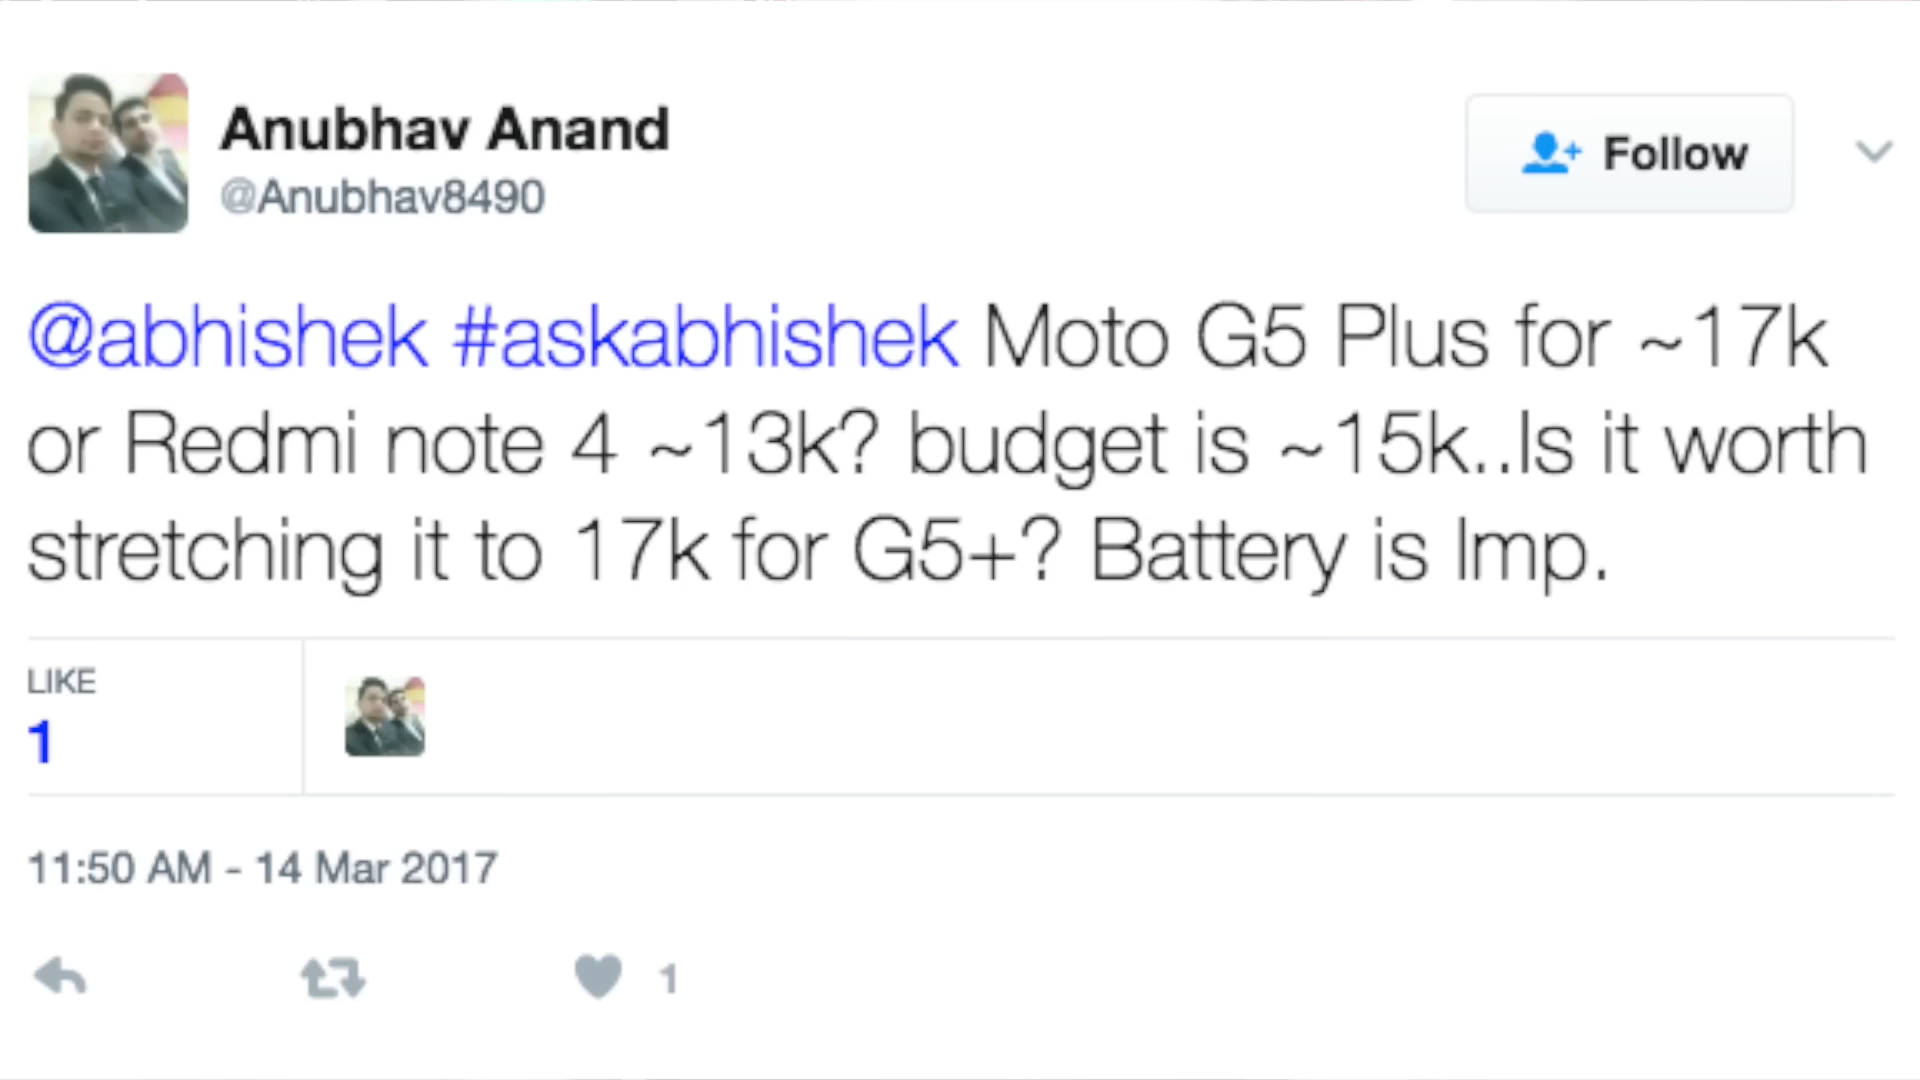 Anubhav Anand
@Anubhav8490
Follow
@abhishek #askabhishek Moto G5 Plus for ~17k
or Redmi note 4 ~13k? budget is ~15k..Is it worth
stretching it to 17k for G5+? Battery is Imp.
LIKE
1
11:50 AM - 14 Mar 2017
1